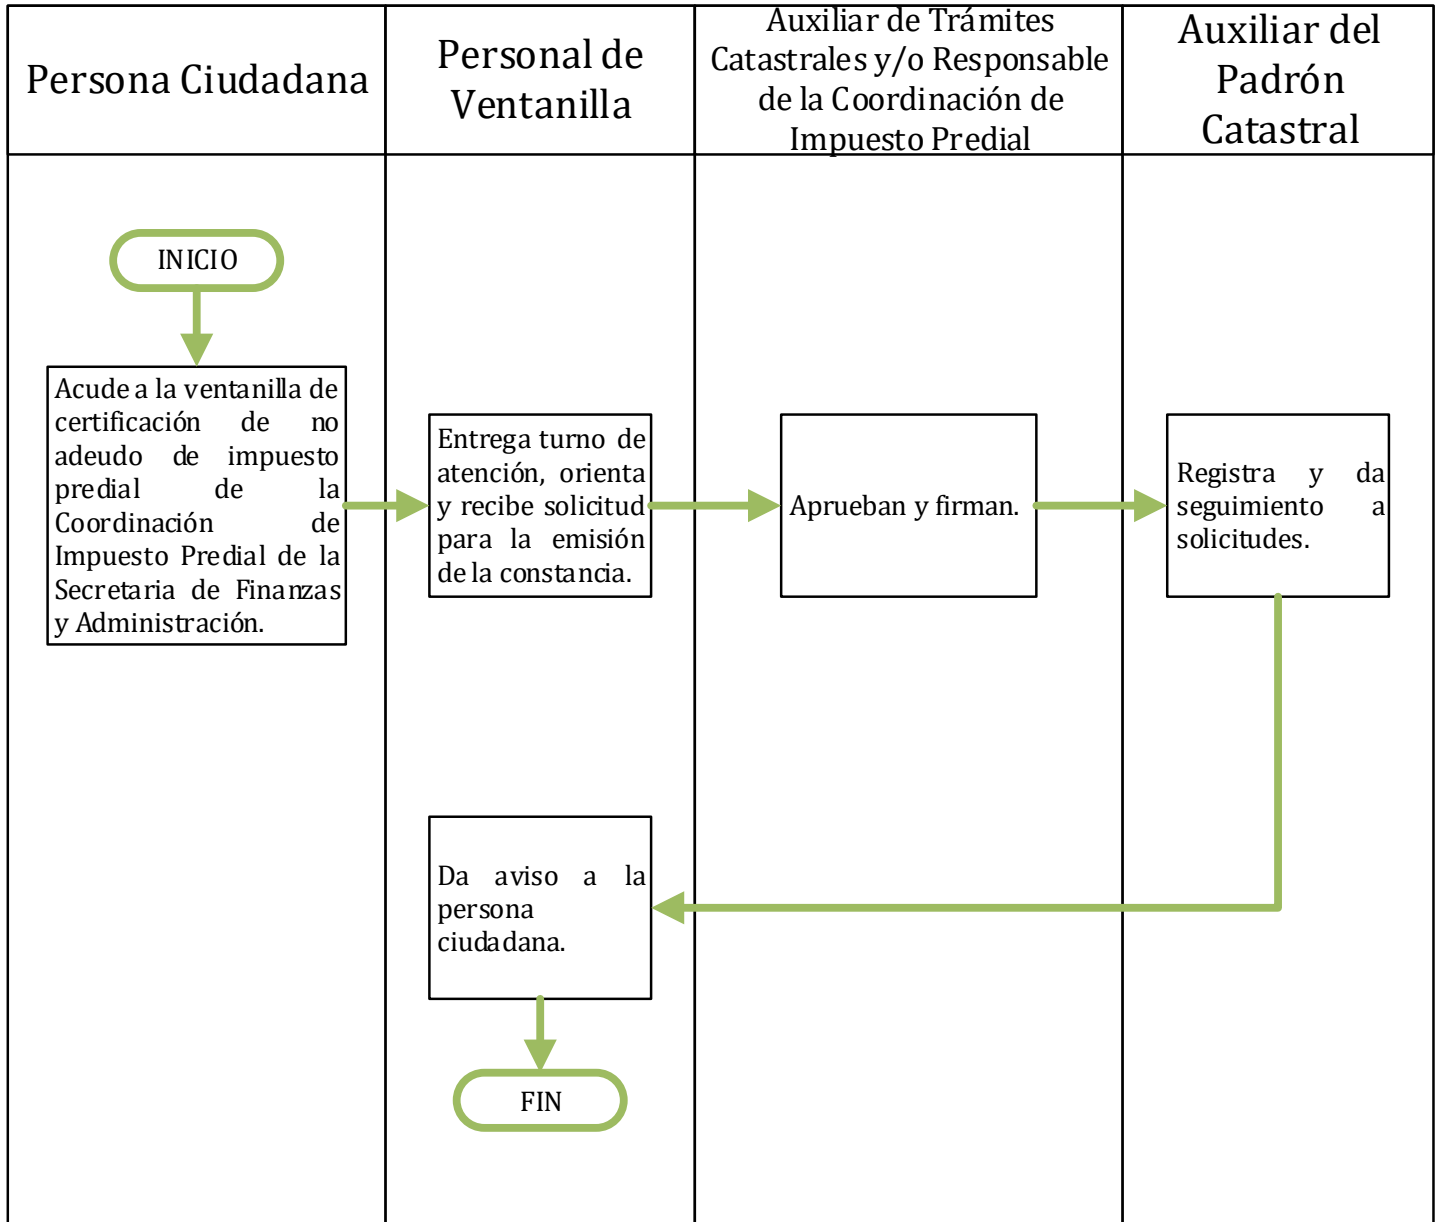 Persona Ciudadana
Personal de
Ventanilla
Auxiliar de Trámites
Catastrales y/o Responsable
de la Coordinación de
Impuesto Predial
Auxiliar del
Padrón
Catastral
INICIO
Acude a la ventanilla de
certificación de no
adeudo de impuesto
predial de la
Coordinación de
Impuesto Predial de la
Secretaria de Finanzas
y Administración.
Entrega turno de
atención, orienta
y recibe solicitud
para la emisión
de la constancia.
Aprueban y firman.
Registra y da
seguimiento a
solicitudes.
Da aviso a la
persona
ciudadana.
FIN